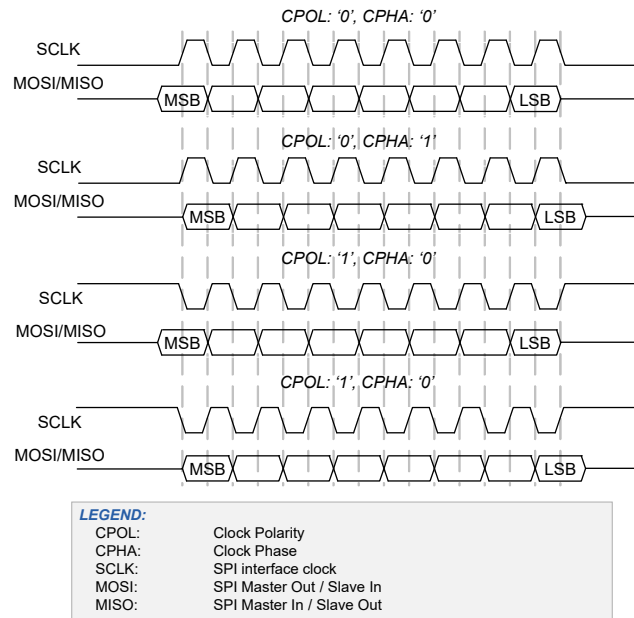 CPOL: ‘0’, CPHA: ‘0’
SCLK
MOSI/MISO
MSB
LSB
CPOL: ‘0’, CPHA: ‘1’
SCLK
MOSI/MISO
MSB
LSB
CPOL: ‘1’, CPHA: ‘0’
SCLK
MOSI/MISO
MSB
LSB
CPOL: ‘1’, CPHA: ‘0’
SCLK
MOSI/MISO
MSB
LSB
LEGEND:
CPOL: Clock Polarity
CPHA: Clock Phase
SCLK: SPI interface clock
MOSI: SPI Master Out / Slave In
MISO: SPI Master In / Slave Out